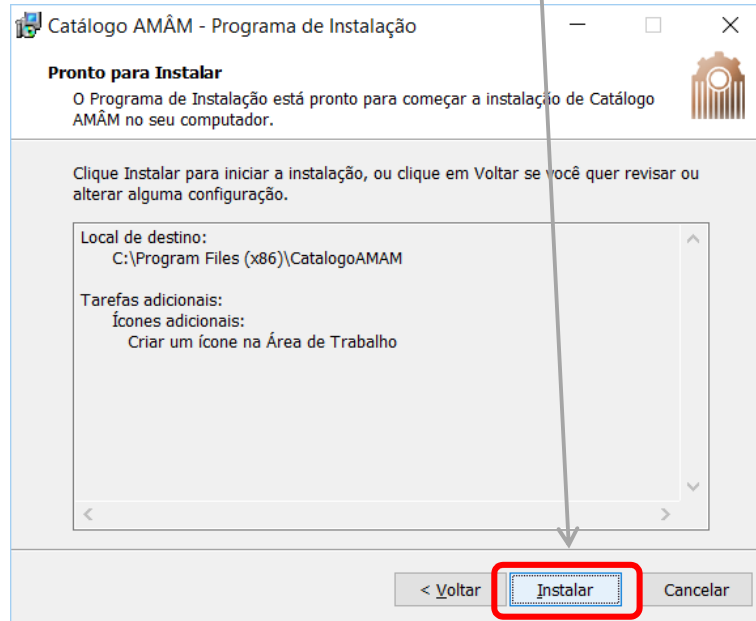 Catálogo AMÂM - Programa de Instalação
Pronto para Instalar
O Programa de Instalação está pronto para começar a instalação de Catálogo
AMÂM no seu computador.
Clique Instalar para iniciar a instalação, ou clique em Voltar se você quer revisar ou
alterar alguma configuração.
Local de destino:
C:\Program Files (x86)\CatalogoAMAM
Tarefas adicionais:
Ícones adicionais:
Criar um ícone na Área de Trabalho
< Voltar
Instalar
Cancelar